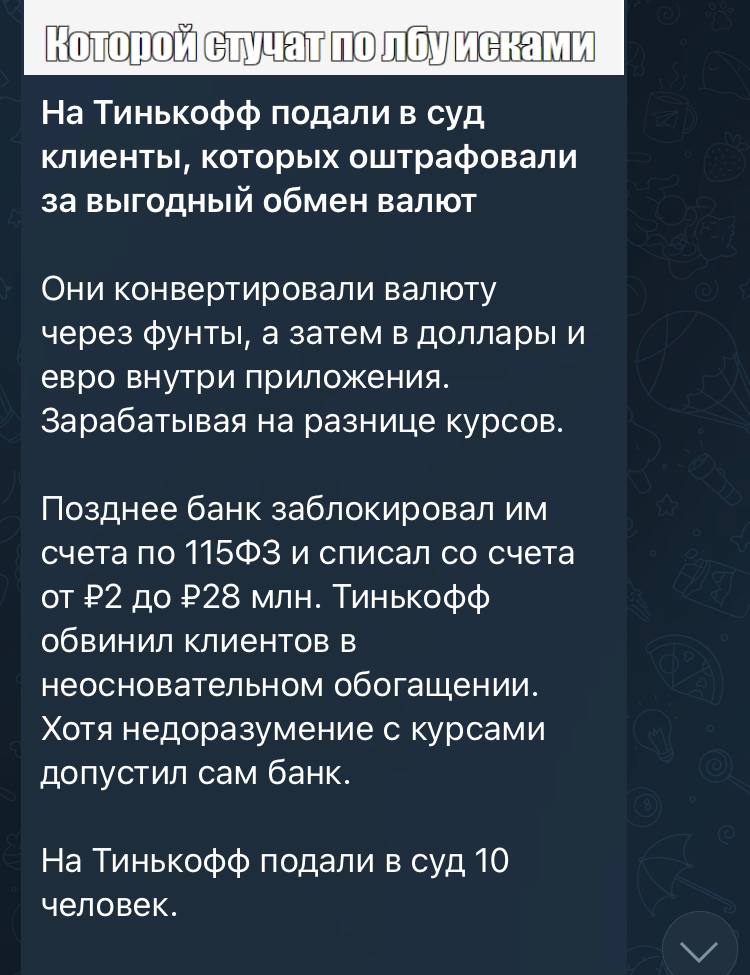 Которой стучат по лбу исками
На Тинькофф подали в суд
клиенты, которых оштрафовали
за выгодный обмен валют
Они конвертировали валюту
через фунты, а затем в доллары и
евро внутри приложения.
Зарабатывая на разнице курсов.
Позднее банк заблокировал им
счета по 115ФЗ и списал со счета
от ₽2 до ₽28 млн. Тинькофф
обвинил клиентов в
неосновательном обогащении.
Хотя недоразумение с курсами
допустил сам банк.
На Тинькофф подали в суд 10
человек.